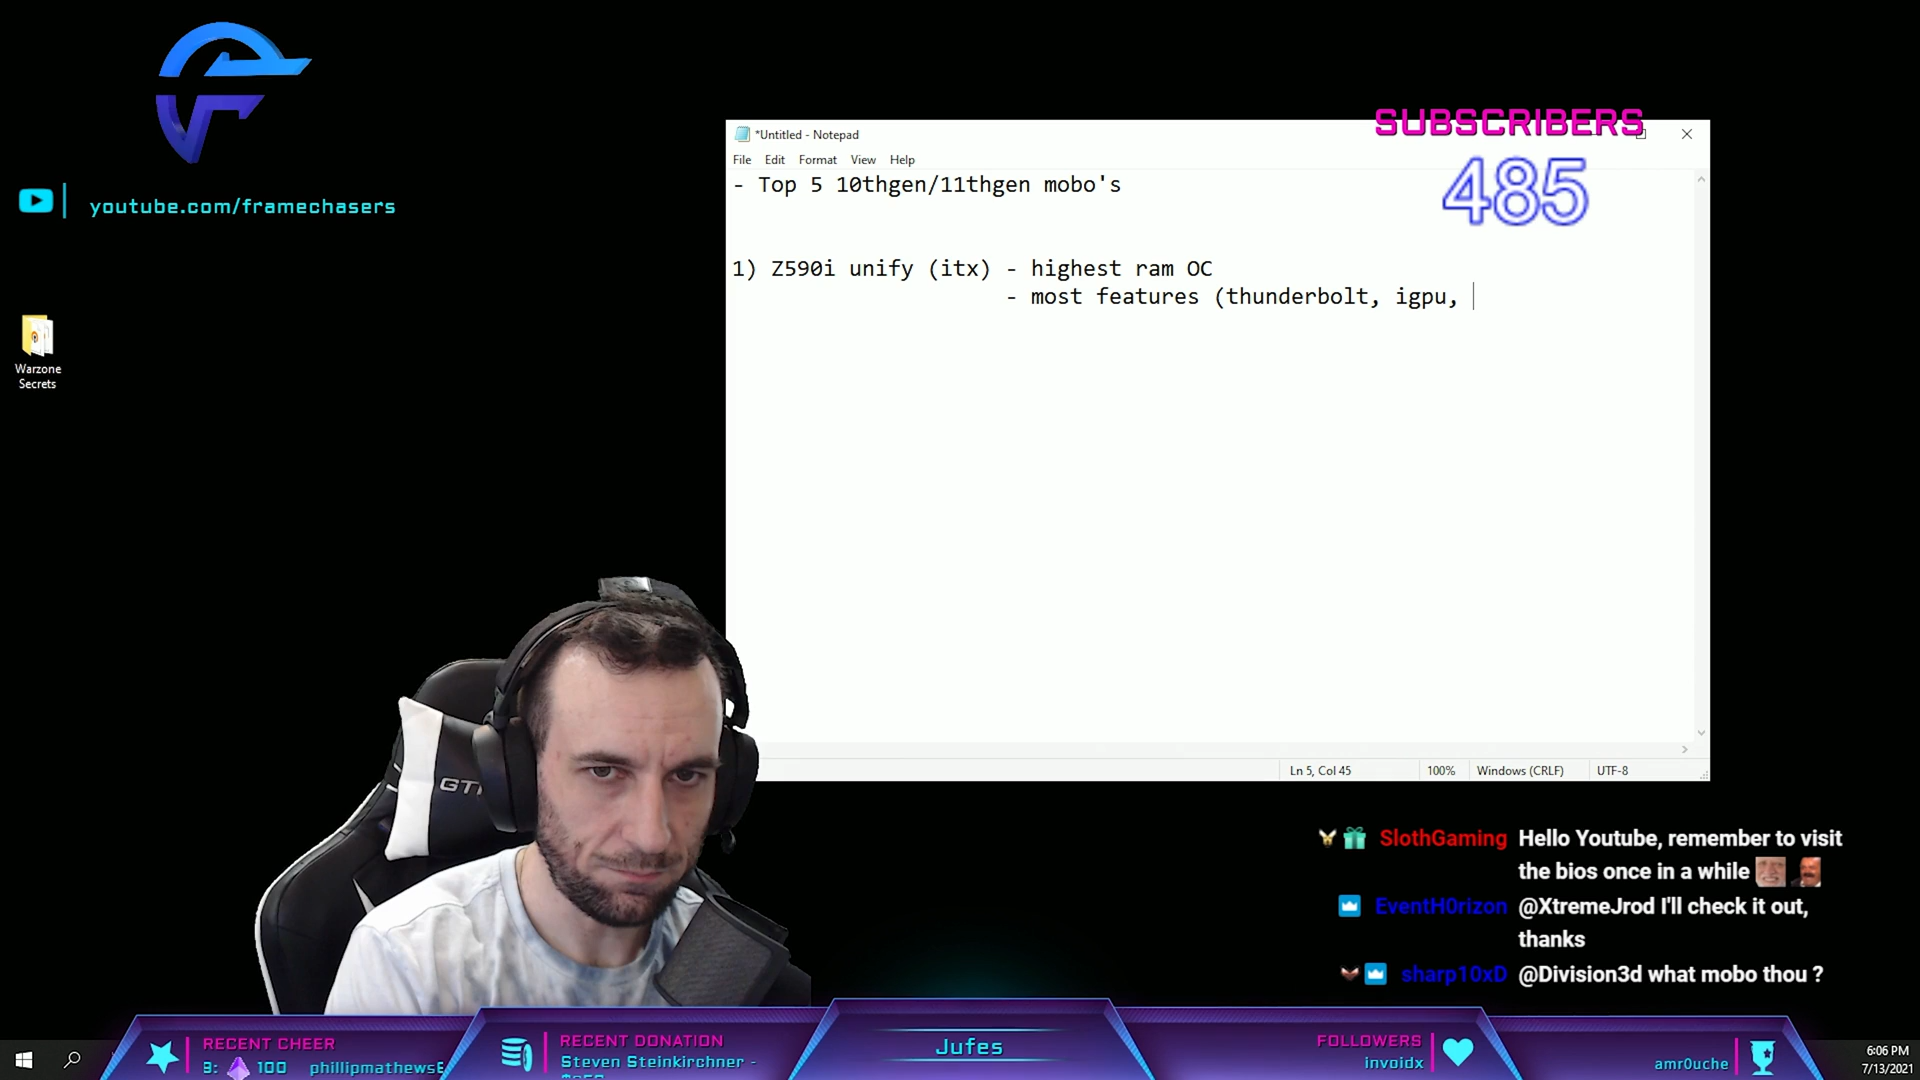 youtube.com/framechasers
Warzone
Secrets
*Untitled - Notepad
SUBSCRIBERS
485
File Edit Format View Help
- Top 5 10thgen/11thgen mobo's
1) Z590i unify (itx) - highest ram OC
- most features (thunderbolt, igpu,
Ln 5, Col 45 100% Windows (CRLF) UTF-8
SlothGaming Hello Youtube, remember to visit
the bios once in a while
EventH0rizon @XtremeJrod I'll check it out,
thanks
sharp10xD @Division3d what mobo thou ?
RECENT CHEER
100 phillipmathews
RECENT DONATION
Steven Steinkirchner -
Jufes
FOLLOWERS
invoidx
amr0uche
6:06 PM
7/13/2021